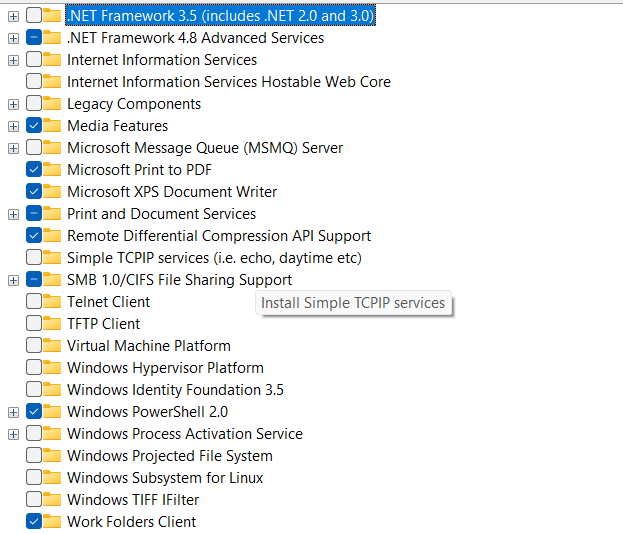 .NET Framework 3.5 (includes .NET 2.0 and 3.0)
.NET Framework 4.8 Advanced Services
Internet Information Services
Internet Information Services Hostable Web Core
Legacy Components
Media Features
Microsoft Message Queue (MSMQ) Server
Microsoft Print to PDF
Microsoft XPS Document Writer
Print and Document Services
Remote Differential Compression API Support
Simple TCPIP services (i.e. echo, daytime etc)
SMB 1.0/CIFS File Sharing Support
Telnet Client
Install Simple TCPIP services
TFTP Client
Virtual Machine Platform
Windows Hypervisor Platform
Windows Identity Foundation 3.5
Windows PowerShell 2.0
Windows Process Activation Service
Windows Projected File System
Windows Subsystem for Linux
Windows TIFF IFilter
Work Folders Client